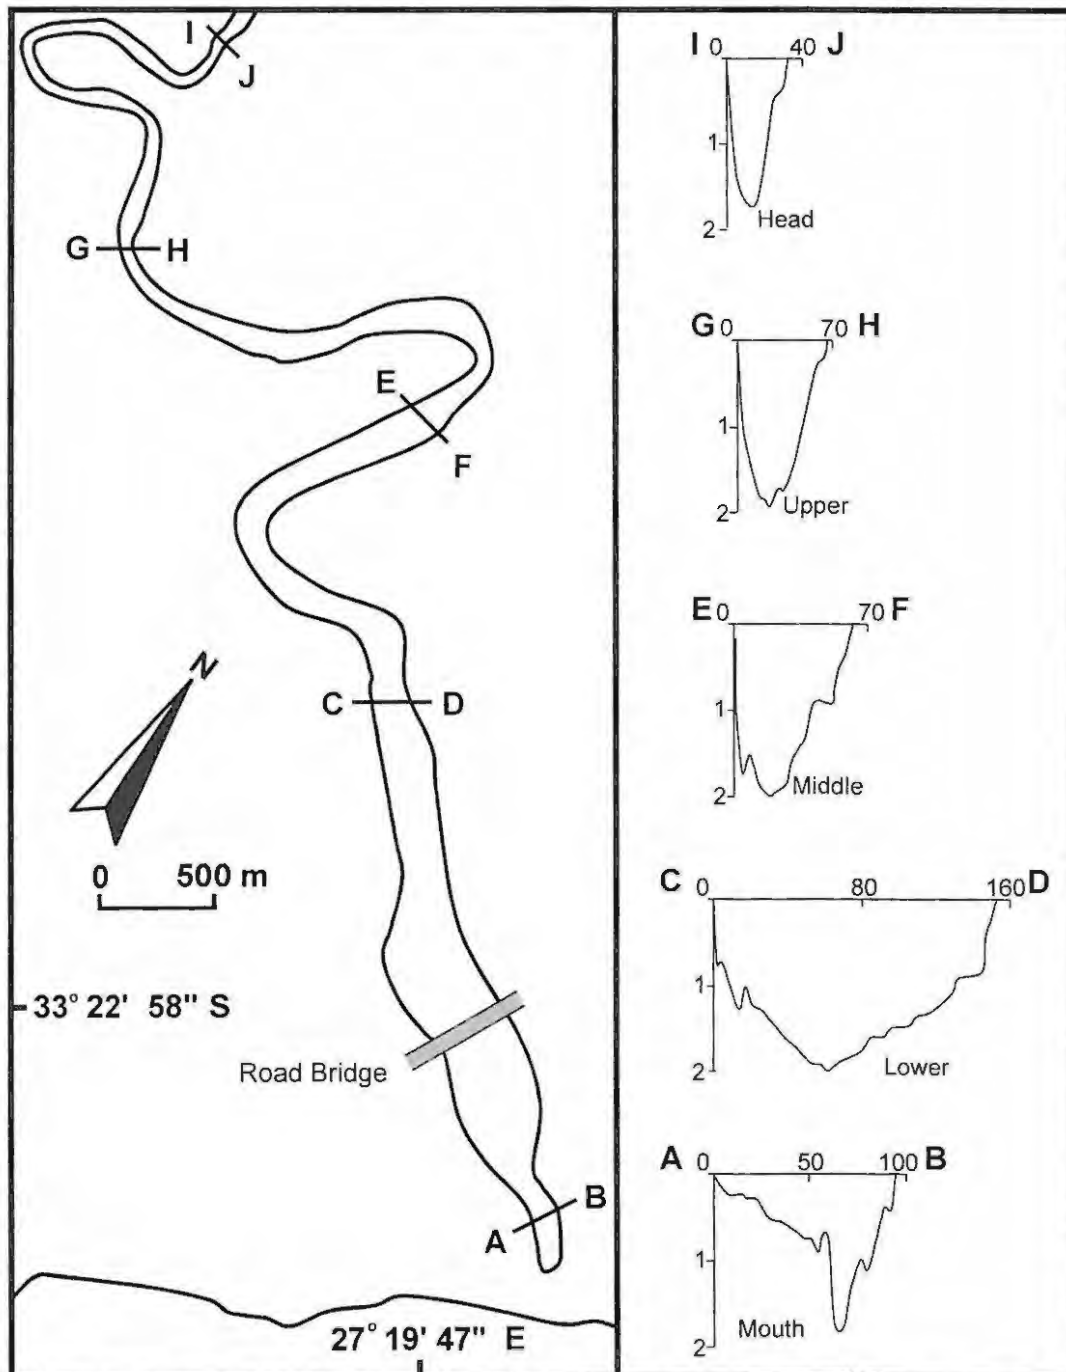 I
J
G H
E
F
C D
N
0 500 m
33° 22' 58" S
Road Bridge
B
A
27° 19' 47" E
I 0 40 J
1
2
Head
G 0 70 H
1
2
Upper
E 0 70 F
1
2
Middle
C 0 80 160 D
1
2
Lower
A 0 50 100 B
1
2
Mouth